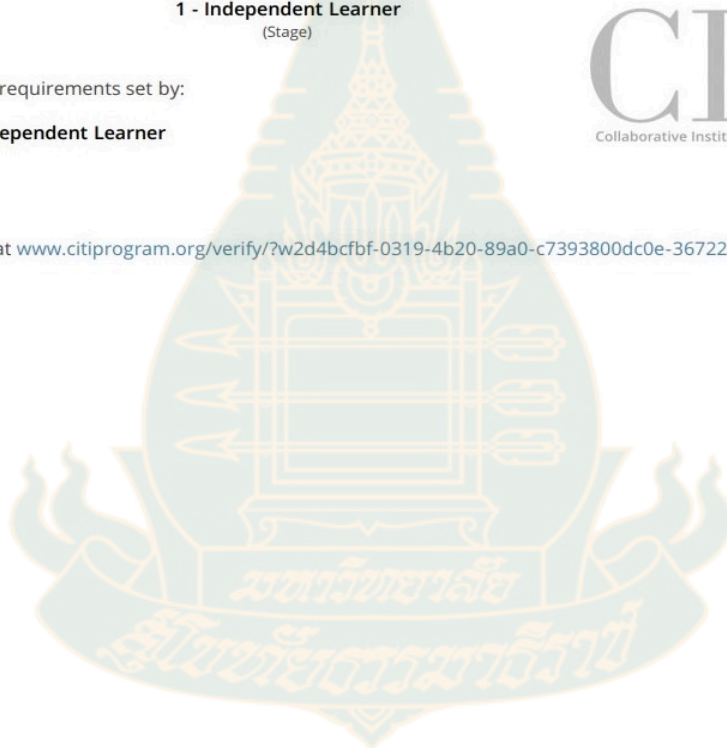 1 - Independent Learner
(Stage)
requirements set by:
ependent Learner
CI
Collaborative Instit
at www.citiprogram.org/verify/?w2d4bcfbf-0319-4b20-89a0-c7393800dc0e-36722
มหาวิทยาลัย
สุโขทัยธรรมาธิราช